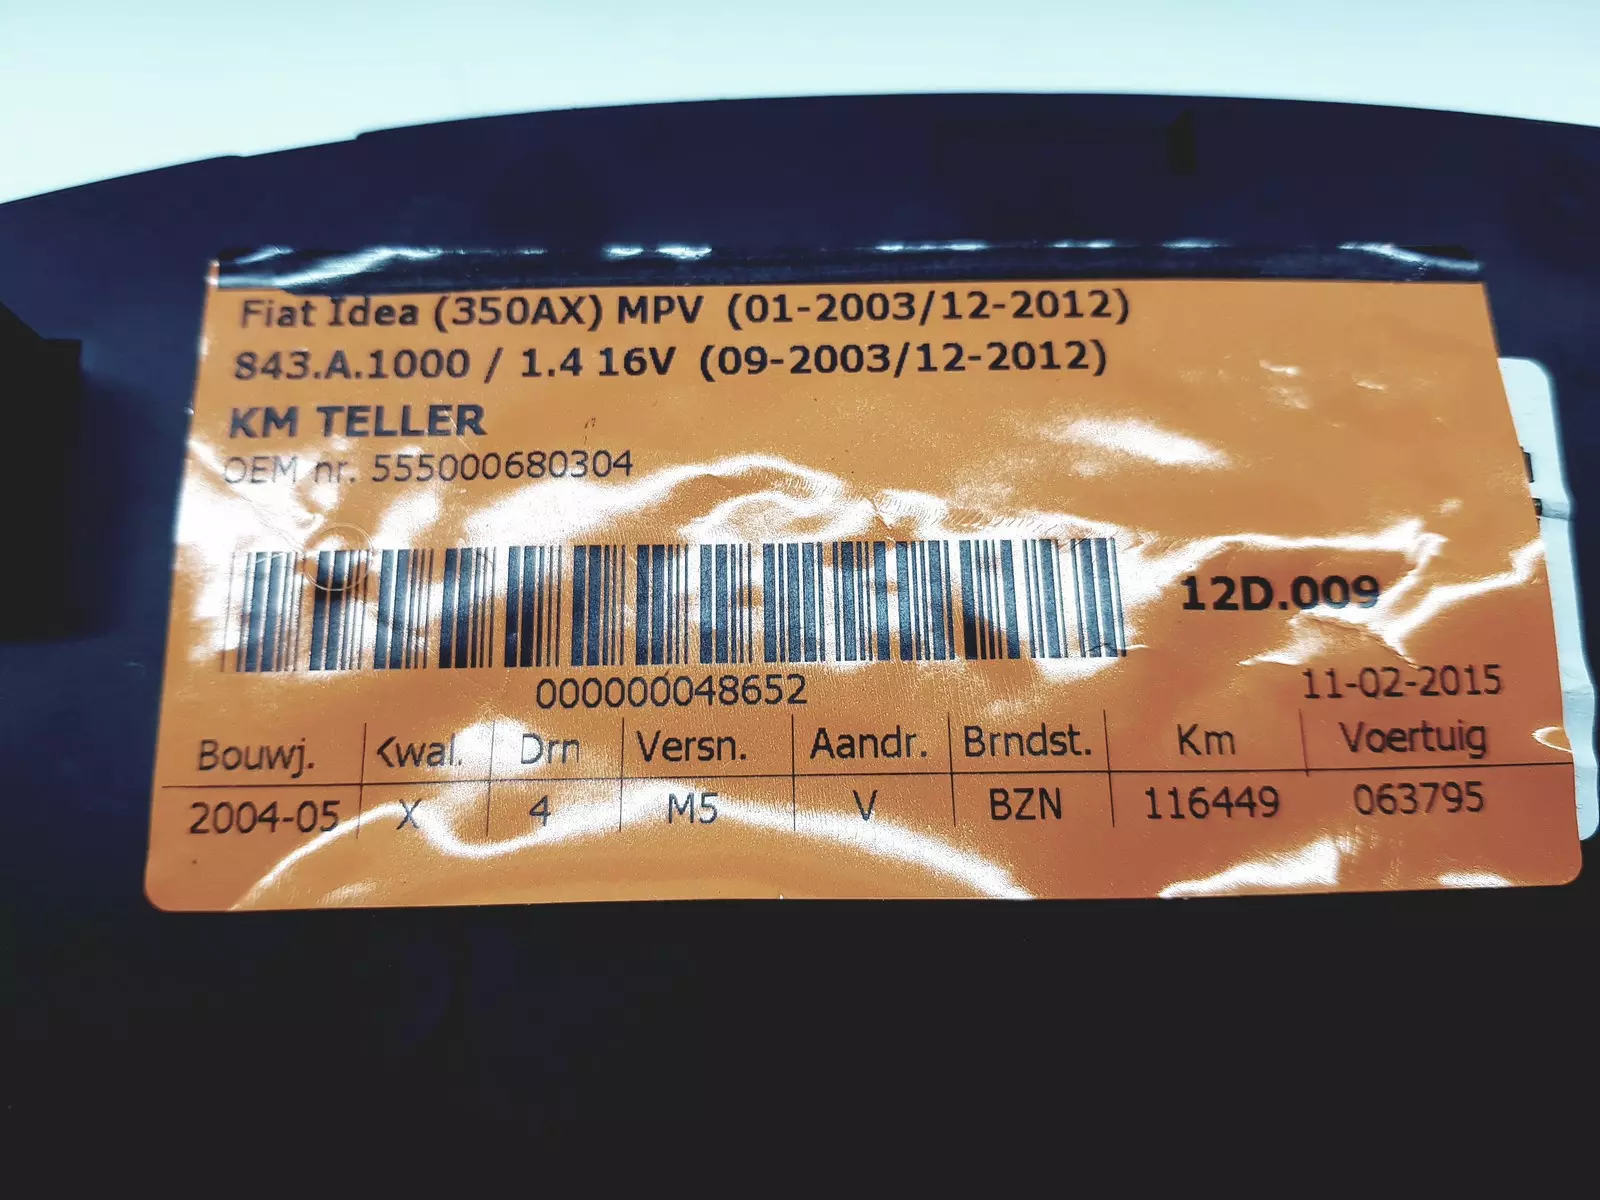 Fiat Idea (350AX) MPV (01-2003/12-2012)
843.A.1000 / 1.4 16V (09-2003/12-2012)
KM TELLER
OEM nr. 555000680304
12D.009
000000048652
11-02-2015
Bouwj. Kwal. Drn Versn. Aandr. Brndst. Km Voertuig
2004-05 X 4 M5 V BZN 116449 063795